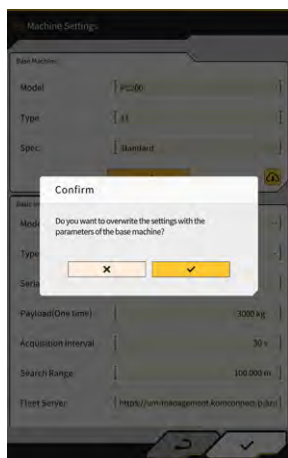 Machine Settings
Base Machine
Model
PC200
Type
11
Spec.
Standard
Confirm
Do you want to overwrite the settings with the
parameters of the base machine?
Type
Payload(One time)
3000 kg
Acquisition Interval
30 s
Search Range
100.000 m
Fleet Server